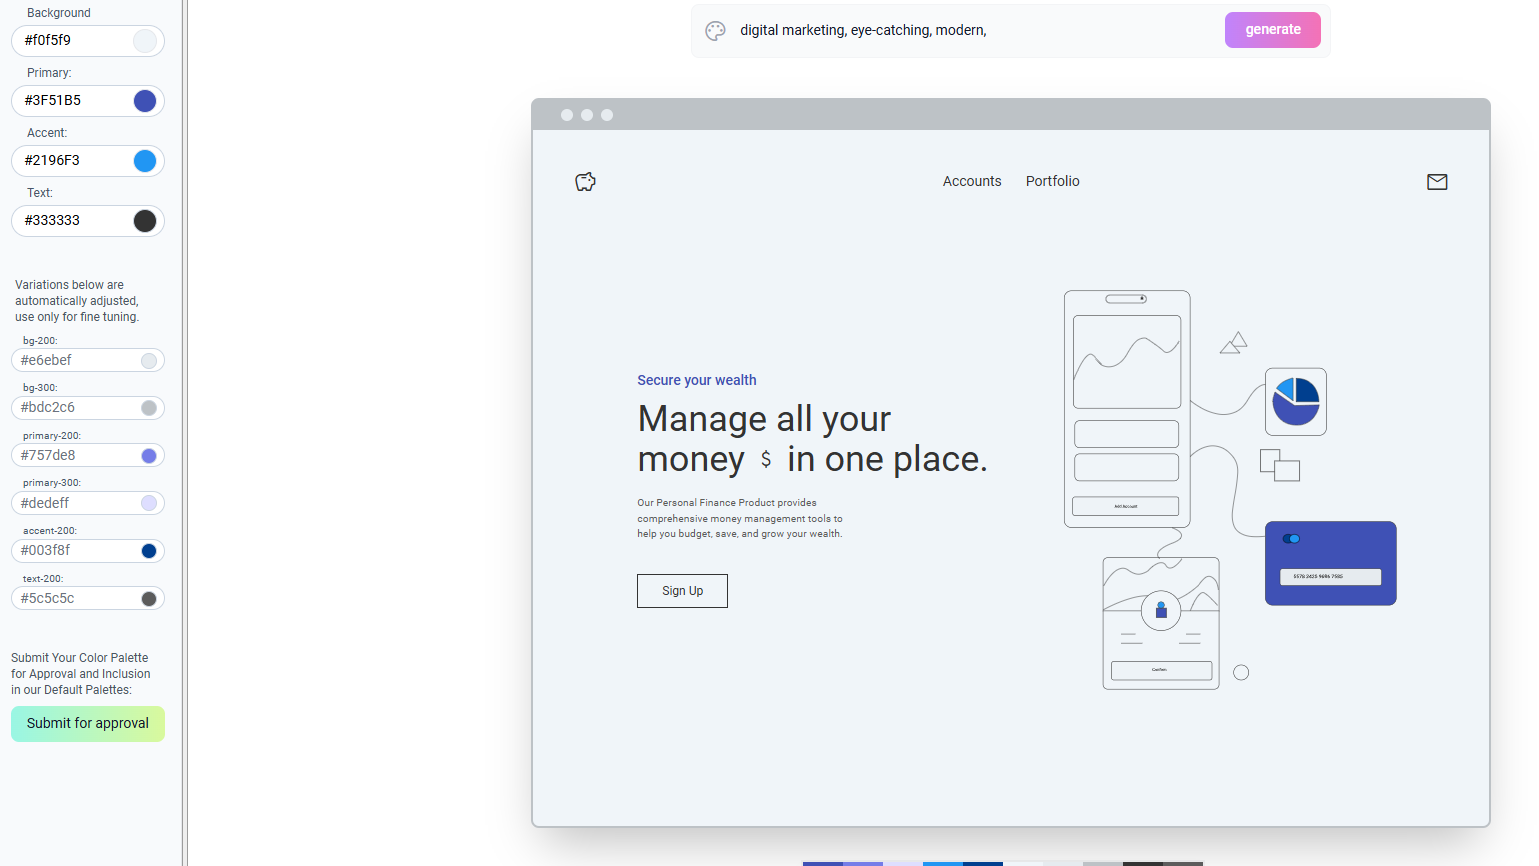 Background
#f0f5f9
Primary:
#3F51B5
Accent:
#2196F3
Text:
#333333
Variations below are
automatically adjusted,
use only for fine tuning.
bg-200:
#e6ebef
bg-300:
#bdc2c6
primary-200:
#757de8
primary-300:
#dedeff
accent-200:
#003f8f
text-200:
#5c5c5c
Submit Your Color Palette
for Approval and Inclusion
in our Default Palettes:
Submit for approval
digital marketing, eye-catching, modern,
generate
Accounts
Portfolio
Secure your wealth
Manage all your
money $ in one place.
Our Personal Finance Product provides
comprehensive money management tools to
help you budget, save, and grow your wealth.
Sign Up
Add Account
5578 3425 9696 7585
Confirm